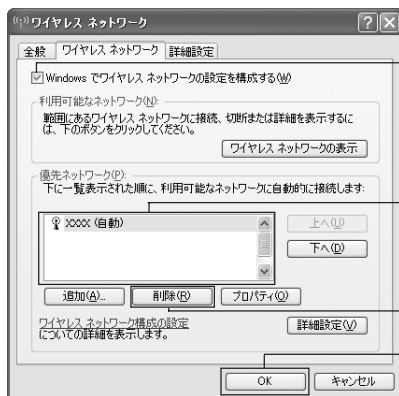 ワイヤレス ネットワーク
全般 ワイヤレス ネットワーク 詳細設定
Windows でワイヤレス ネットワークの設定を構成する(W)
利用可能なネットワーク(N):
範囲にあるワイヤレス ネットワークに接続、切断または詳細を表示するに
は、下のボタンをクリックしてください。
ワイヤレス ネットワークの表示
優先ネットワーク(P):
下に一覧表示された順に、利用可能なネットワークに自動的に接続します:
XXXX (自動)
上へ(U)
下へ(D)
追加(A)... 削除(R) プロパティ(O)
ワイヤレス ネットワーク構成の設定
についての詳細を表示します。
詳細設定(V)
OK キャンセル